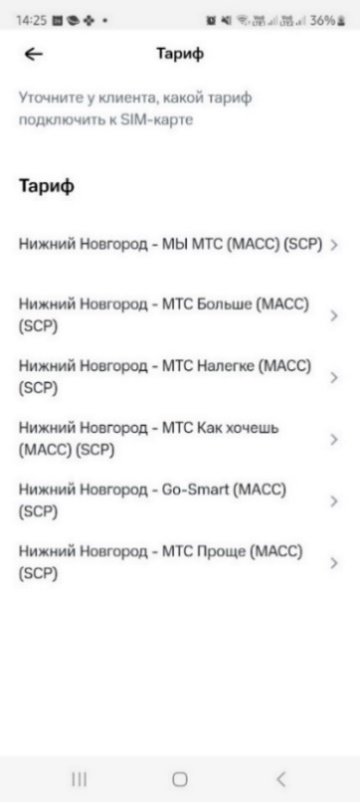 14:25
36%
Тариф
Уточните у клиента, какой тариф
подключить к SIM-карте
Тариф
Нижний Новгород - МЫ МТС (МАСС) (SCP)
Нижний Новгород - МТС Больше (МАСС)
(SCP)
Нижний Новгород - МТС Налегке (МАСС)
(SCP)
Нижний Новгород - МТС Как хочешь
(МАСС) (SCP)
Нижний Новгород - Go-Smart (МАСС)
(SCP)
Нижний Новгород - МТС Проще (МАСС)
(SCP)